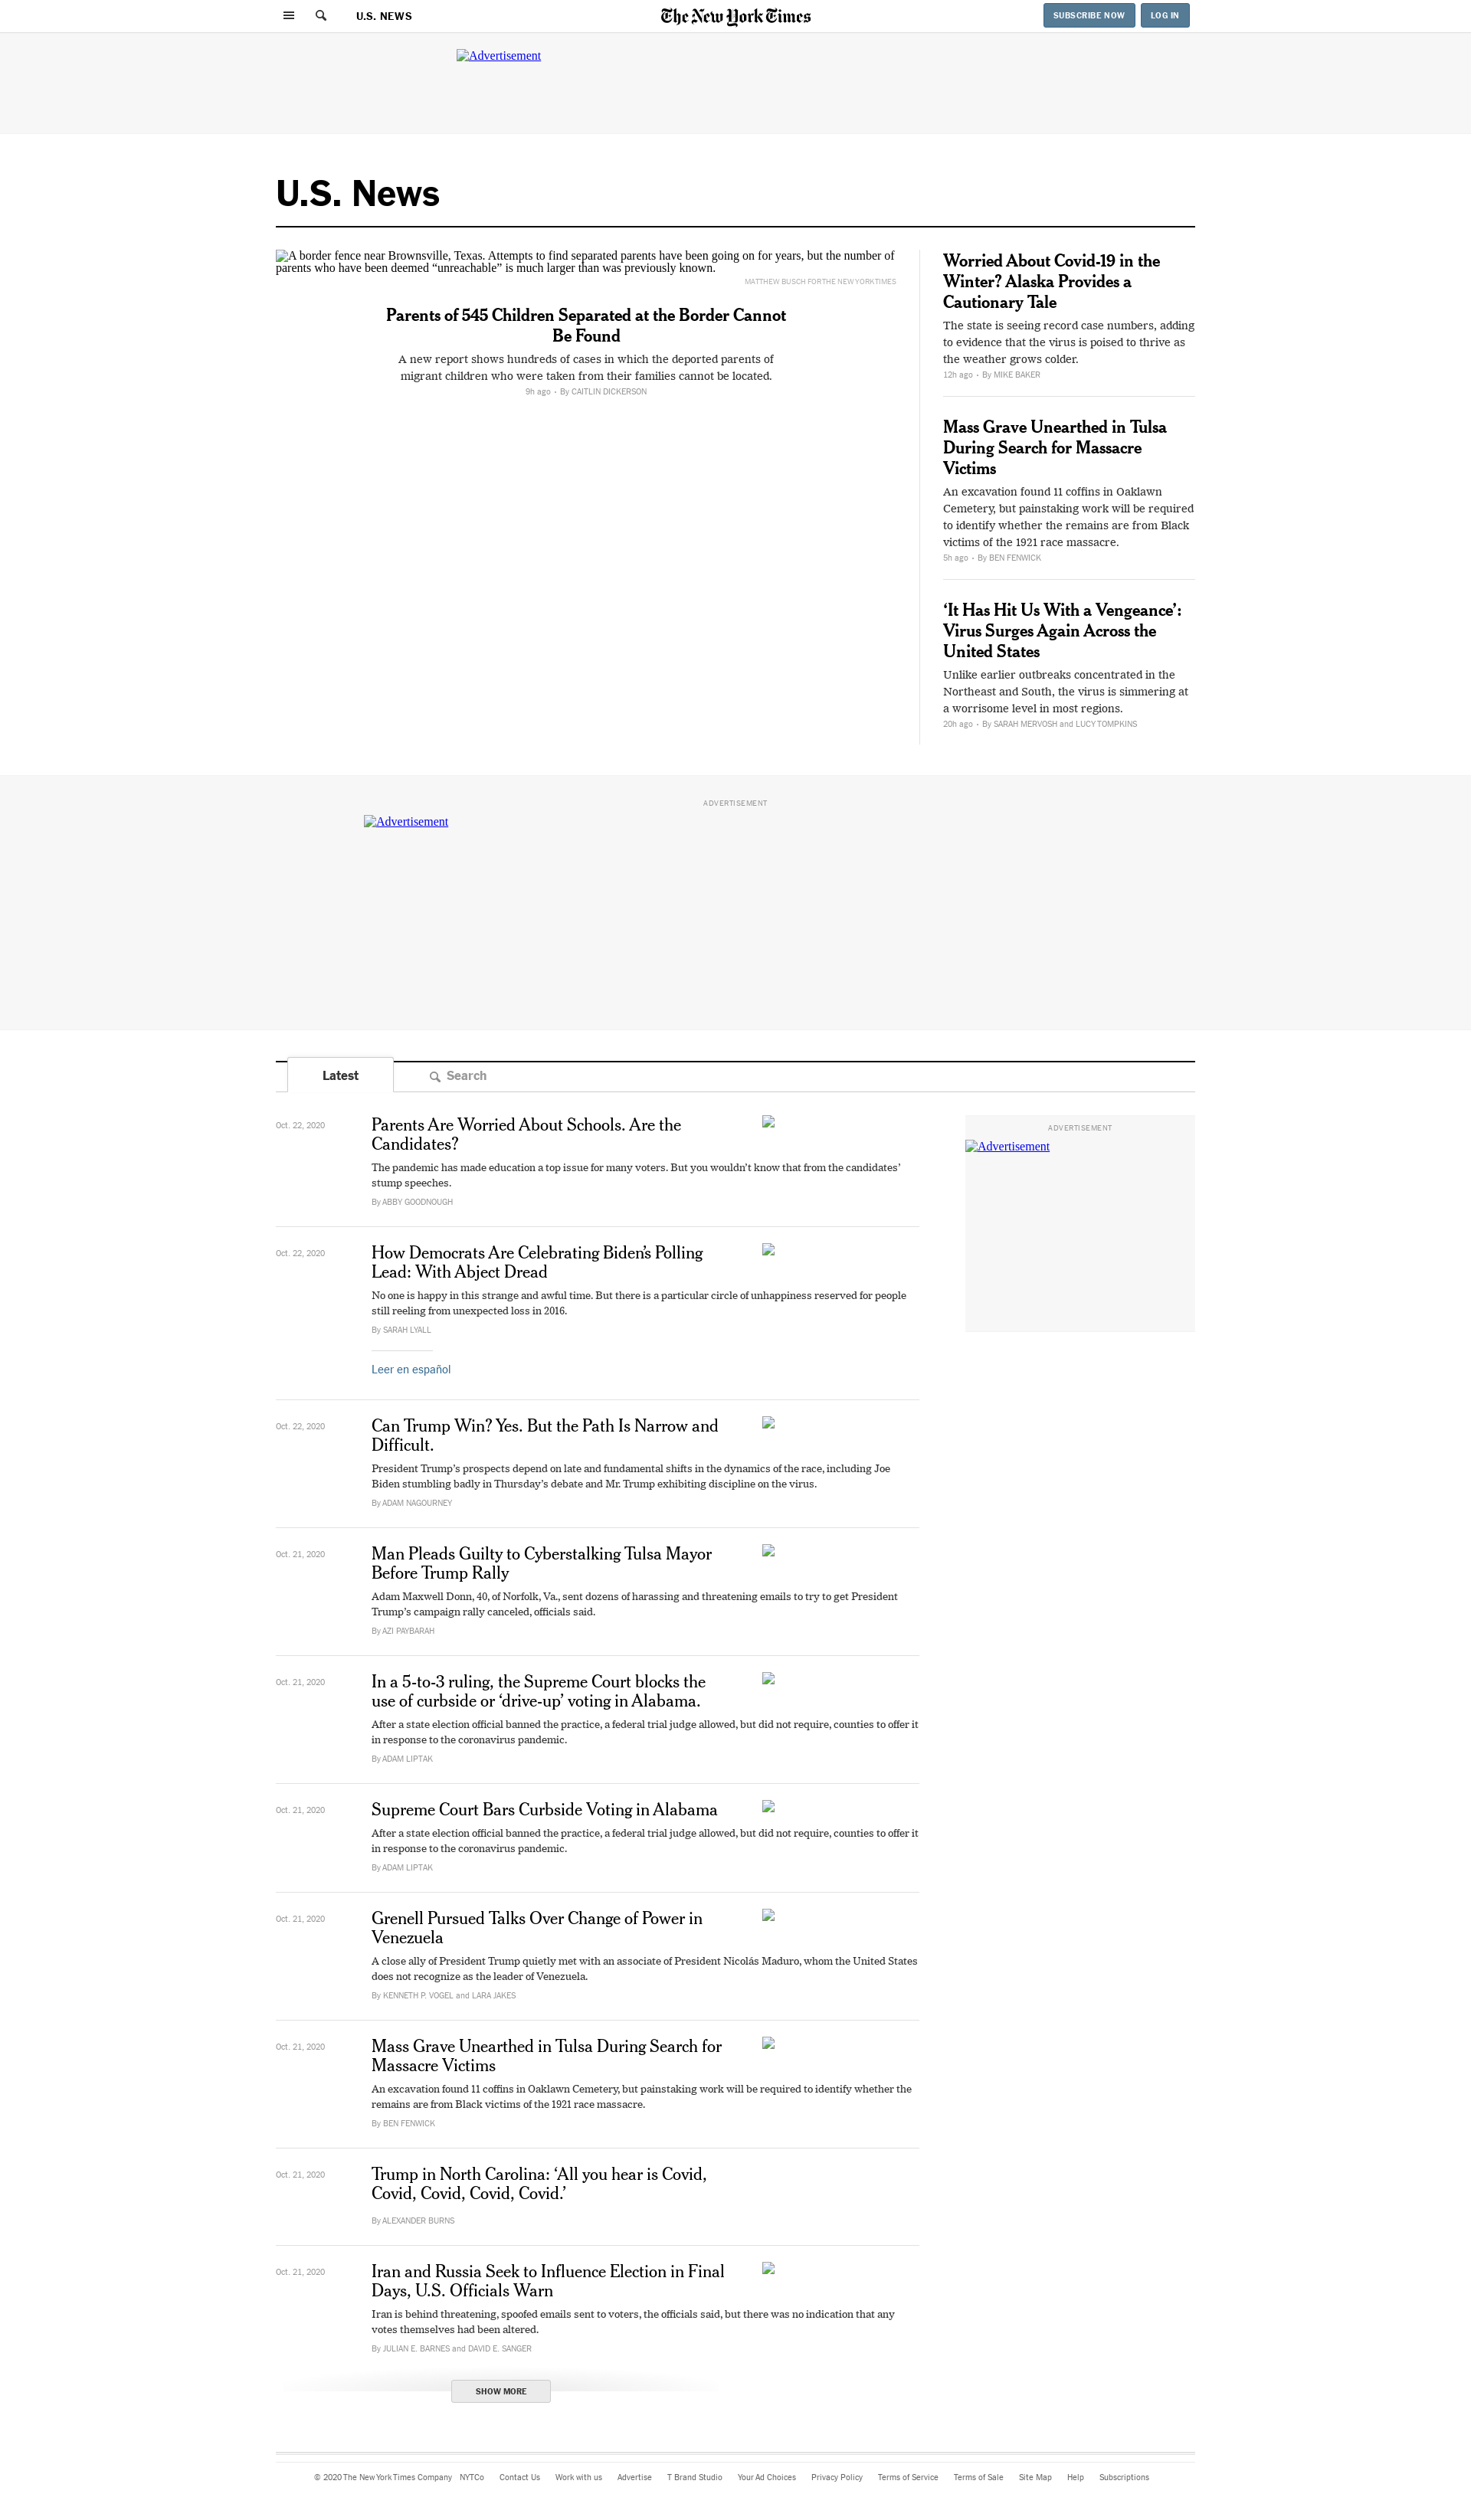 U.S. NEWS
The New York Times
SUBSCRIBE NOW
LOG IN
Advertisement
U.S. News
A border fence near Brownsville, Texas. Attempts to find separated parents have been going on for years, but the number of
parents who have been deemed “unreachable” is much larger than was previously known.
MATTHEW BUSCH FOR THE NEW YORK TIMES
Parents of 545 Children Separated at the Border Cannot
Be Found
A new report shows hundreds of cases in which the deported parents of
migrant children who were taken from their families cannot be located.
9h ago • By CAITLIN DICKERSON
Worried About Covid-19 in the
Winter? Alaska Provides a
Cautionary Tale
The state is seeing record case numbers, adding
to evidence that the virus is poised to thrive as
the weather grows colder.
12h ago • By MIKE BAKER
Mass Grave Unearthed in Tulsa
During Search for Massacre
Victims
An excavation found 11 coffins in Oaklawn
Cemetery, but painstaking work will be required
to identify whether the remains are from Black
victims of the 1921 race massacre.
5h ago • By BEN FENWICK
‘It Has Hit Us With a Vengeance’:
Virus Surges Again Across the
United States
Unlike earlier outbreaks concentrated in the
Northeast and South, the virus is simmering at
a worrisome level in most regions.
20h ago • By SARAH MERVOSH and LUCY TOMPKINS
ADVERTISEMENT
Advertisement
Latest
Search
Oct. 22, 2020
Parents Are Worried About Schools. Are the
Candidates?
The pandemic has made education a top issue for many voters. But you wouldn’t know that from the candidates’
stump speeches.
By ABBY GOODNOUGH
ADVERTISEMENT
Advertisement
Oct. 22, 2020
How Democrats Are Celebrating Biden’s Polling
Lead: With Abject Dread
No one is happy in this strange and awful time. But there is a particular circle of unhappiness reserved for people
still reeling from unexpected loss in 2016.
By SARAH LYALL
Leer en español
Oct. 22, 2020
Can Trump Win? Yes. But the Path Is Narrow and
Difficult.
President Trump’s prospects depend on late and fundamental shifts in the dynamics of the race, including Joe
Biden stumbling badly in Thursday’s debate and Mr. Trump exhibiting discipline on the virus.
By ADAM NAGOURNEY
Oct. 21, 2020
Man Pleads Guilty to Cyberstalking Tulsa Mayor
Before Trump Rally
Adam Maxwell Donn, 40, of Norfolk, Va., sent dozens of harassing and threatening emails to try to get President
Trump’s campaign rally canceled, officials said.
By AZI PAYBARAH
Oct. 21, 2020
In a 5-to-3 ruling, the Supreme Court blocks the
use of curbside or ‘drive-up’ voting in Alabama.
After a state election official banned the practice, a federal trial judge allowed, but did not require, counties to offer it
in response to the coronavirus pandemic.
By ADAM LIPTAK
Oct. 21, 2020
Supreme Court Bars Curbside Voting in Alabama
After a state election official banned the practice, a federal trial judge allowed, but did not require, counties to offer it
in response to the coronavirus pandemic.
By ADAM LIPTAK
Oct. 21, 2020
Grenell Pursued Talks Over Change of Power in
Venezuela
A close ally of President Trump quietly met with an associate of President Nicolás Maduro, whom the United States
does not recognize as the leader of Venezuela.
By KENNETH P. VOGEL and LARA JAKES
Oct. 21, 2020
Mass Grave Unearthed in Tulsa During Search for
Massacre Victims
An excavation found 11 coffins in Oaklawn Cemetery, but painstaking work will be required to identify whether the
remains are from Black victims of the 1921 race massacre.
By BEN FENWICK
Oct. 21, 2020
Trump in North Carolina: ‘All you hear is Covid,
Covid, Covid, Covid, Covid.’
By ALEXANDER BURNS
Oct. 21, 2020
Iran and Russia Seek to Influence Election in Final
Days, U.S. Officials Warn
Iran is behind threatening, spoofed emails sent to voters, the officials said, but there was no indication that any
votes themselves had been altered.
By JULIAN E. BARNES and DAVID E. SANGER
SHOW MORE
© 2020 The New York Times Company NYTCo Contact Us Work with us Advertise T Brand Studio Your Ad Choices Privacy Policy Terms of Service Terms of Sale Site Map Help Subscriptions